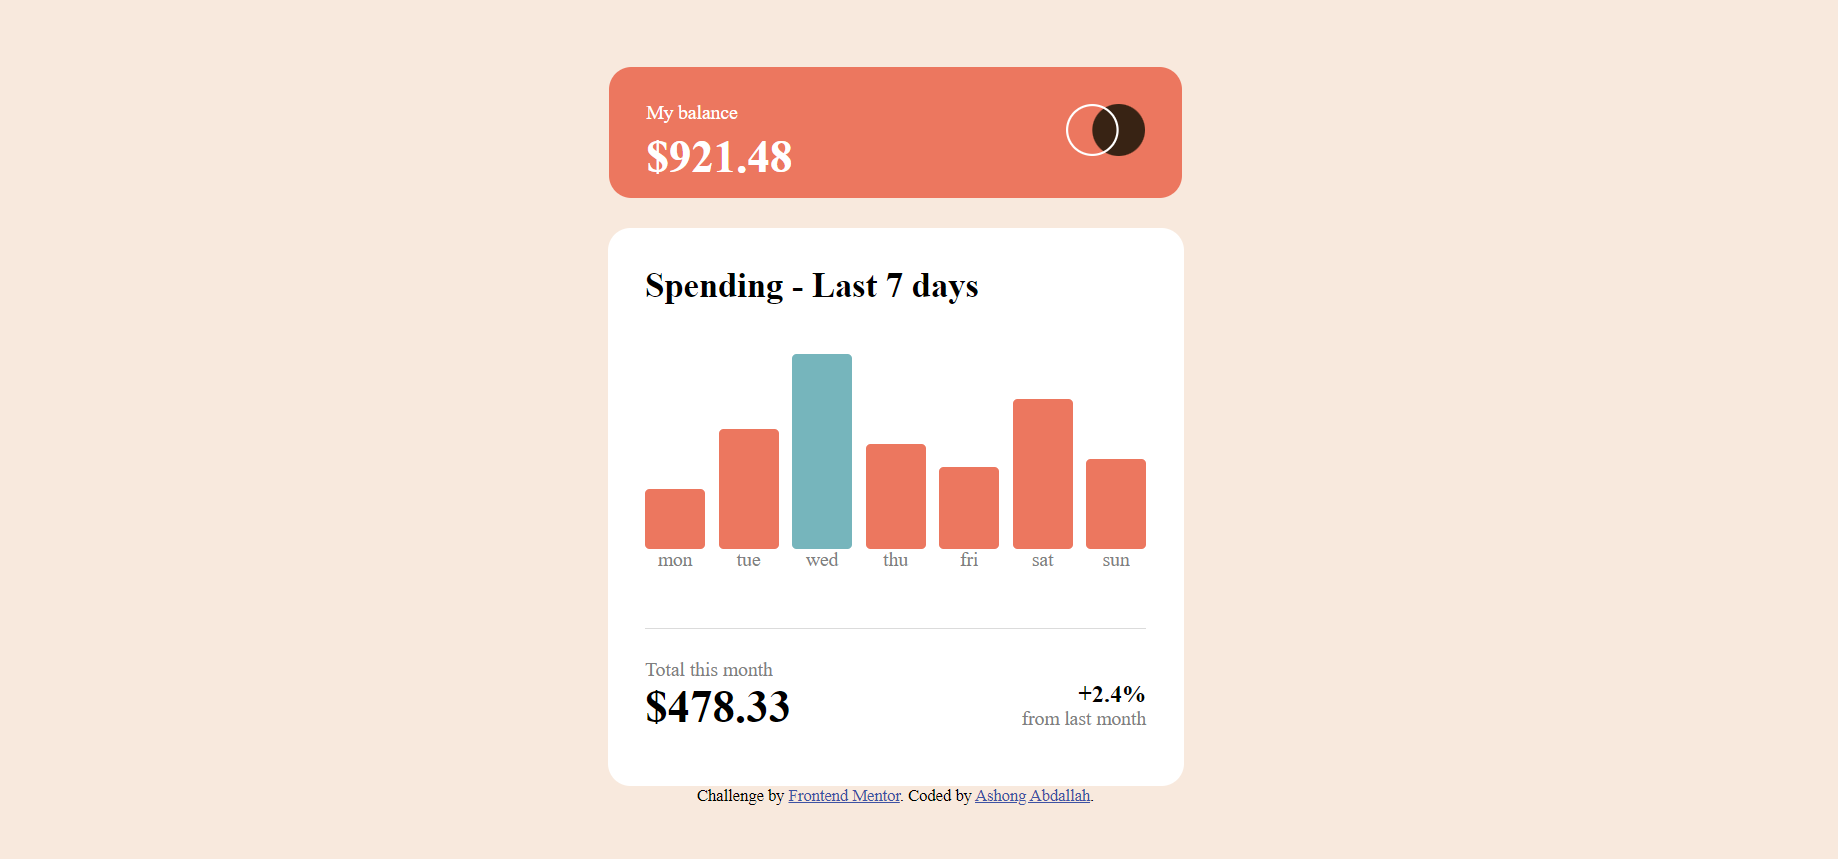 My balance
$921.48
Spending - Last 7 days
mon tue wed thu fri sat sun
Total this month
$478.33
+2.4%
from last month
Challenge by Frontend Mentor. Coded by Ashong Abdallah.